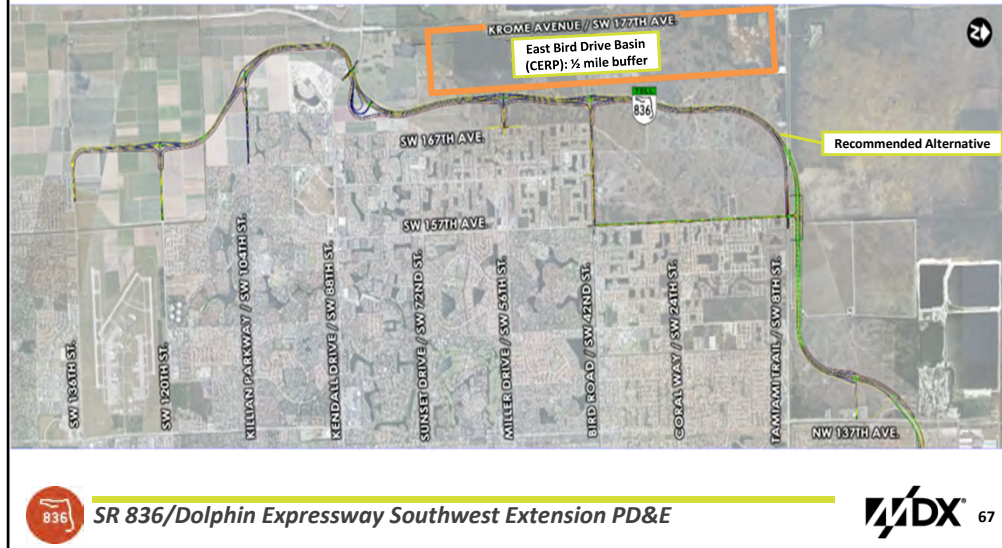 KROME AVENUE / SW 177TH AVE.
East Bird Drive Basin
(CERP): ½ mile buffer
TOLL
836
Recommended Alternative
SW 167TH AVE.
SW 157TH AVE.
SW 136TH ST.
SW 120TH ST.
KILLIAN PARKWAY / SW 104TH ST.
KENDALL DRIVE / SW 88TH ST.
SUNSET DRIVE / SW 72ND ST.
MILLER DRIVE / SW 56TH ST.
BIRD ROAD / SW 42ND ST.
CORAL WAY / SW 24TH ST.
TAMIAMI TRAIL / SW 8TH ST.
NW 137TH AVE.
Z
836
SR 836/Dolphin Expressway Southwest Extension PD&E
MDX®
67